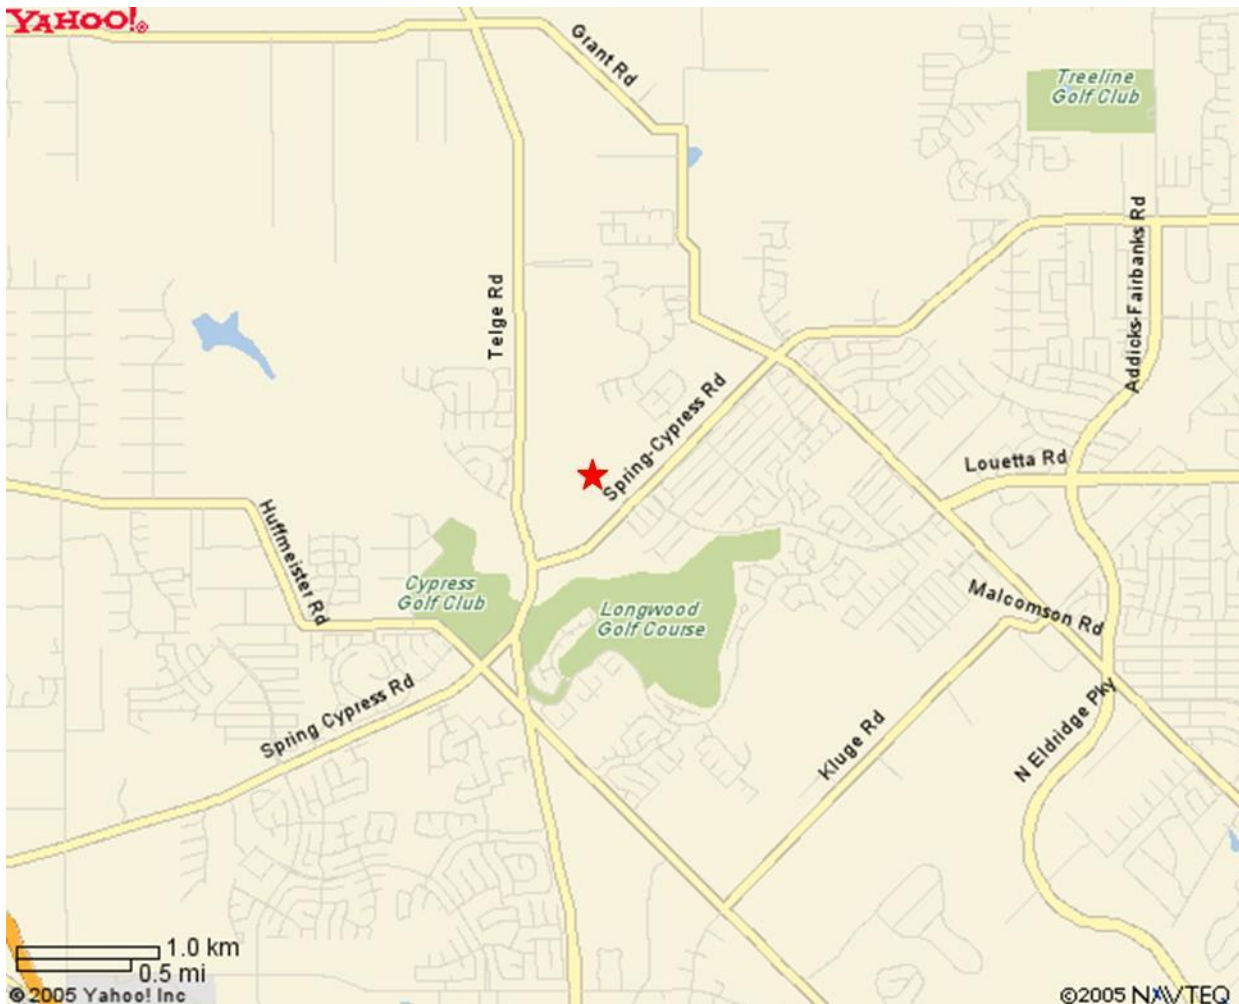 YAHOO!®
Grant Rd
Treeline
Golf Club
Addicks-Fairbanks Rd
Telge Rd
Spring-Cypress Rd
Louetta Rd
Huffmeister Rd
Cypress
Golf Club
Longwood
Golf Course
Malcomson Rd
Spring Cypress Rd
Kluge Rd
N Eldridge Pky
1.0 km
0.5 mi
© 2005 Yahoo! Inc
©2005 NAVTEQ